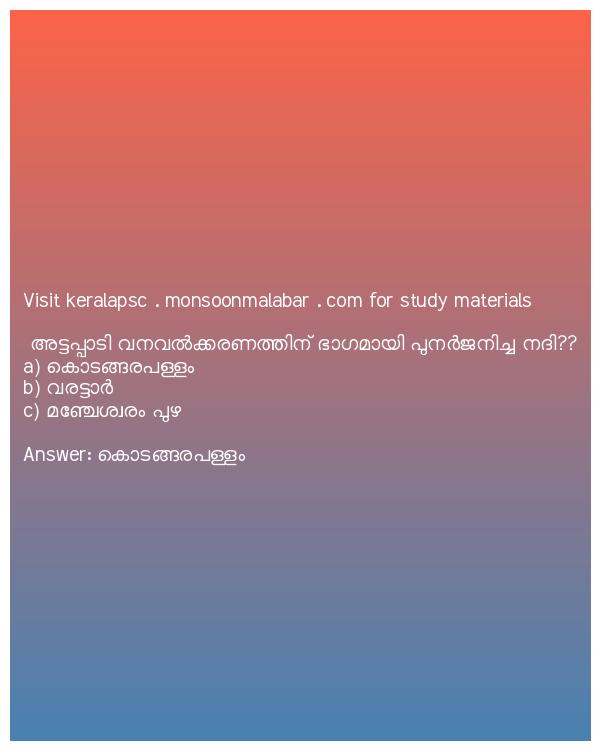 Visit keralapsc . monsoonmalabar . com for study materials
അട്ടപ്പാടി വനവൽക്കരണത്തിന് ഭാഗമായി പുനർജനിച്ച നദി??
a) കൊടങ്ങരപള്ളം
b) വരട്ടാർ
c) മഞ്ചേശ്വരം പുഴ
Answer: കൊടങ്ങരപള്ളം